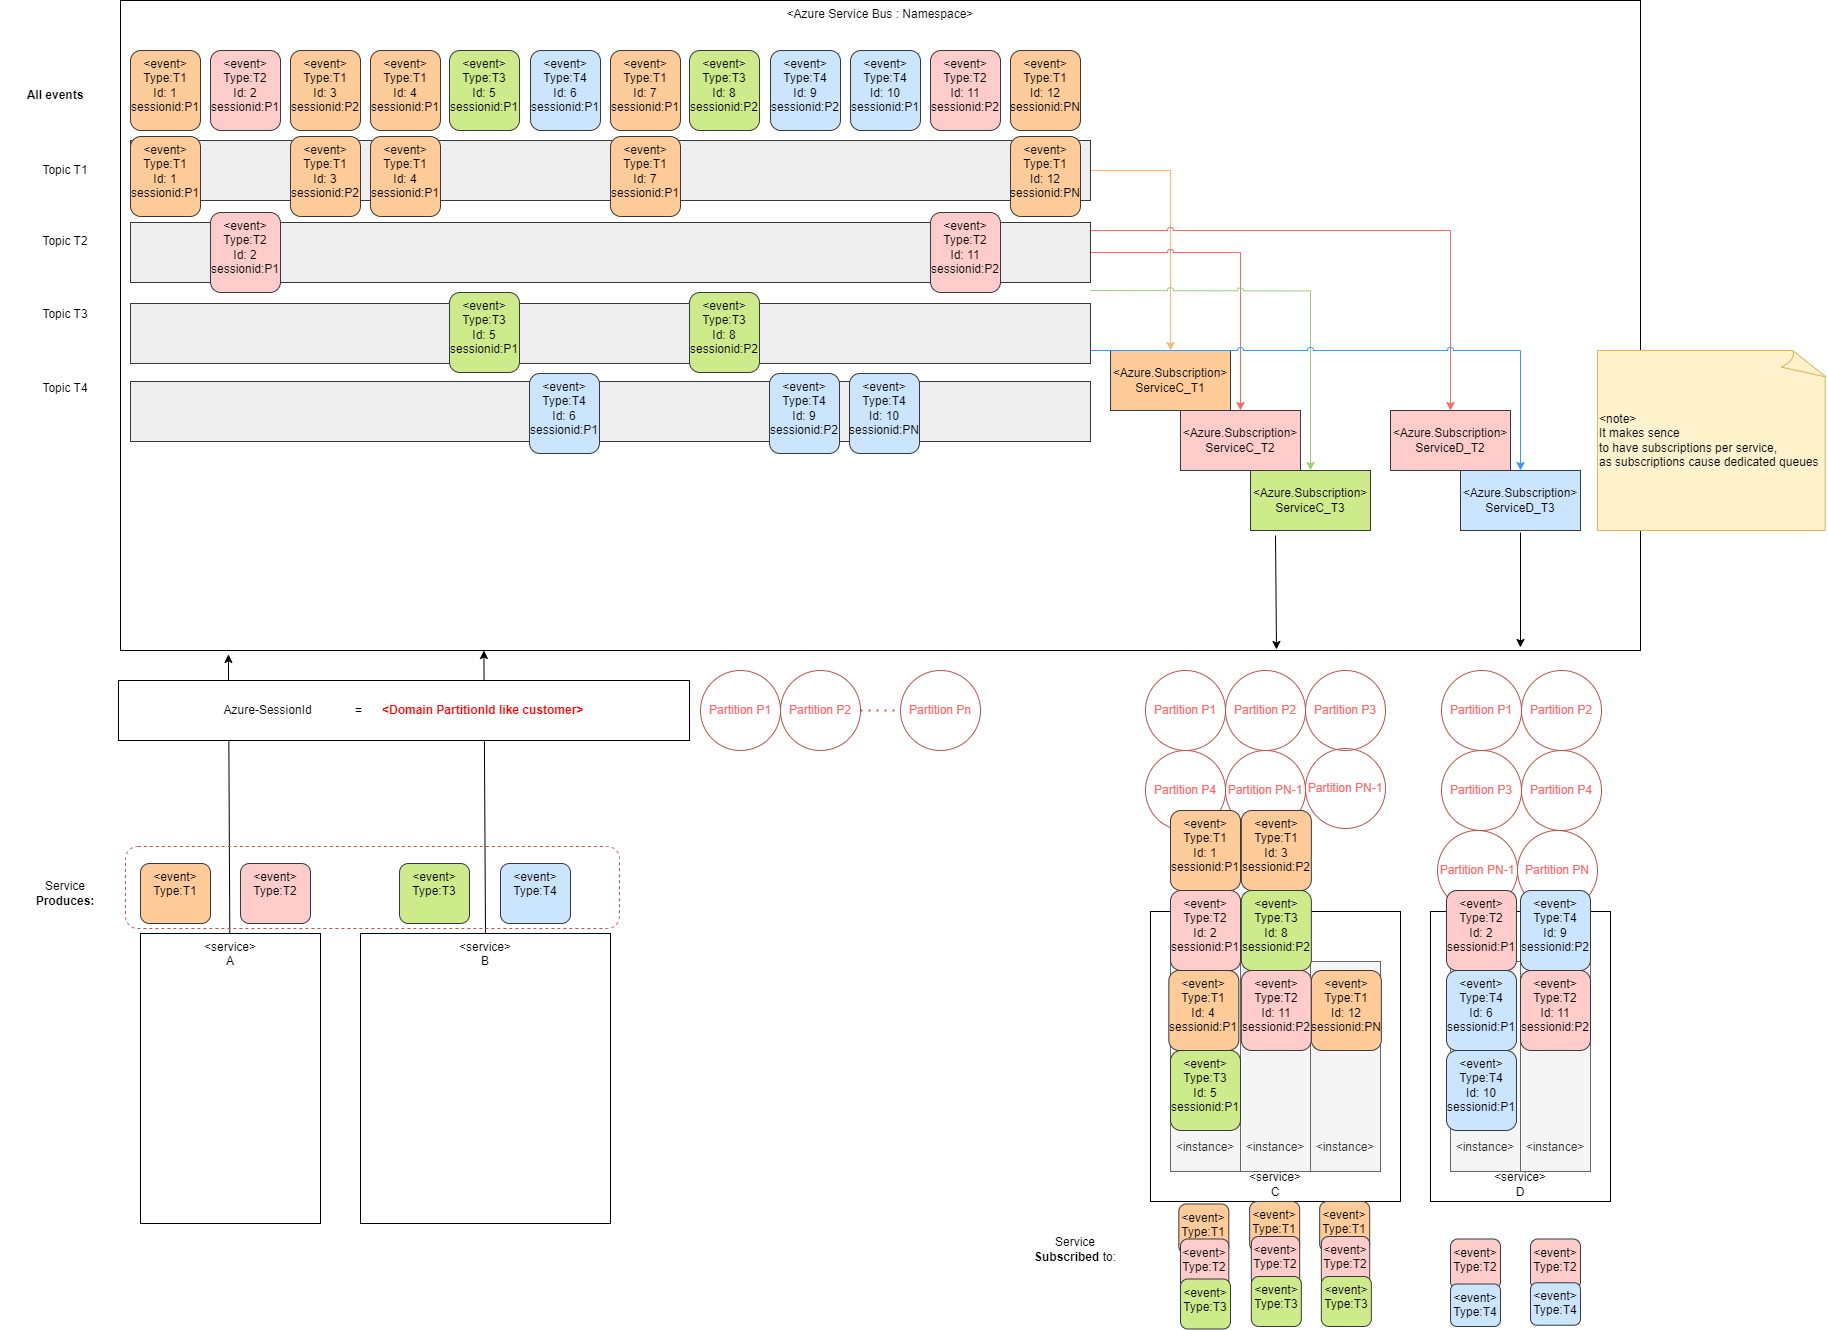 <Azure Service Bus : Namespace>
All events
<event>
Type:T1
Id: 1
sessionid:P1
<event>
Type:T2
Id: 2
sessionid:P1
<event>
Type:T1
Id: 3
sessionid:P2
<event>
Type:T1
Id: 4
sessionid:P1
<event>
Type:T3
Id: 5
sessionid:P1
<event>
Type:T4
Id: 6
sessionid:P1
<event>
Type:T1
Id: 7
sessionid:P1
<event>
Type:T3
Id: 8
sessionid:P2
<event>
Type:T4
Id: 9
sessionid:P2
<event>
Type:T4
Id: 10
sessionid:P1
<event>
Type:T2
Id: 11
sessionid:P2
<event>
Type:T1
Id: 12
sessionid:PN
Topic T1
<event>
Type:T1
Id: 1
sessionid:P1
<event>
Type:T1
Id: 3
sessionid:P2
<event>
Type:T1
Id: 4
sessionid:P1
<event>
Type:T1
Id: 7
sessionid:P1
<event>
Type:T1
Id: 12
sessionid:PN
Topic T2
<event>
Type:T2
Id: 2
sessionid:P1
<event>
Type:T2
Id: 11
sessionid:P2
Topic T3
<event>
Type:T3
Id: 5
sessionid:P1
<event>
Type:T3
Id: 8
sessionid:P2
Topic T4
<event>
Type:T4
Id: 6
sessionid:P1
<event>
Type:T4
Id: 9
sessionid:P2
<event>
Type:T4
Id: 10
sessionid:PN
<Azure.Subscription>
ServiceC_T1
<Azure.Subscription>
ServiceC_T2
<Azure.Subscription>
ServiceC_T3
<Azure.Subscription>
ServiceD_T2
<Azure.Subscription>
ServiceD_T3
<note>
It makes sence
to have subscriptions per service,
as subscriptions cause dedicated queues
Azure-SessionId = <Domain PartitionId like customer>
Partition P1
Partition P2
Partition Pn
Partition P1
Partition P2
Partition P3
Partition P4
Partition PN-1
Partition PN-1
Partition P1
Partition P2
Partition P3
Partition P4
Partition PN-1
Partition PN
Service
Produces:
<event>
Type:T1
<event>
Type:T2
<event>
Type:T3
<event>
Type:T4
<service>
A
<service>
B
<event>
Type:T1
Id: 1
sessionid:P1
<event>
Type:T1
Id: 3
sessionid:P2
<event>
Type:T2
Id: 2
sessionid:P1
<event>
Type:T3
Id: 8
sessionid:P2
<event>
Type:T1
Id: 4
sessionid:P1
<event>
Type:T2
Id: 11
sessionid:P2
<event>
Type:T1
Id: 12
sessionid:PN
<event>
Type:T3
Id: 5
sessionid:P1
<instance>
<instance>
<instance>
<service>
C
<event>
Type:T2
Id: 2
sessionid:P1
<event>
Type:T4
Id: 9
sessionid:P2
<event>
Type:T4
Id: 6
sessionid:P1
<event>
Type:T2
Id: 11
sessionid:P2
<event>
Type:T4
Id: 10
sessionid:P1
<instance>
<instance>
<service>
D
Service
Subscribed to:
<event>
Type:T1
<event>
Type:T2
<event>
Type:T3
<event>
Type:T1
<event>
Type:T2
<event>
Type:T3
<event>
Type:T1
<event>
Type:T2
<event>
Type:T3
<event>
Type:T2
<event>
Type:T4
<event>
Type:T2
<event>
Type:T4